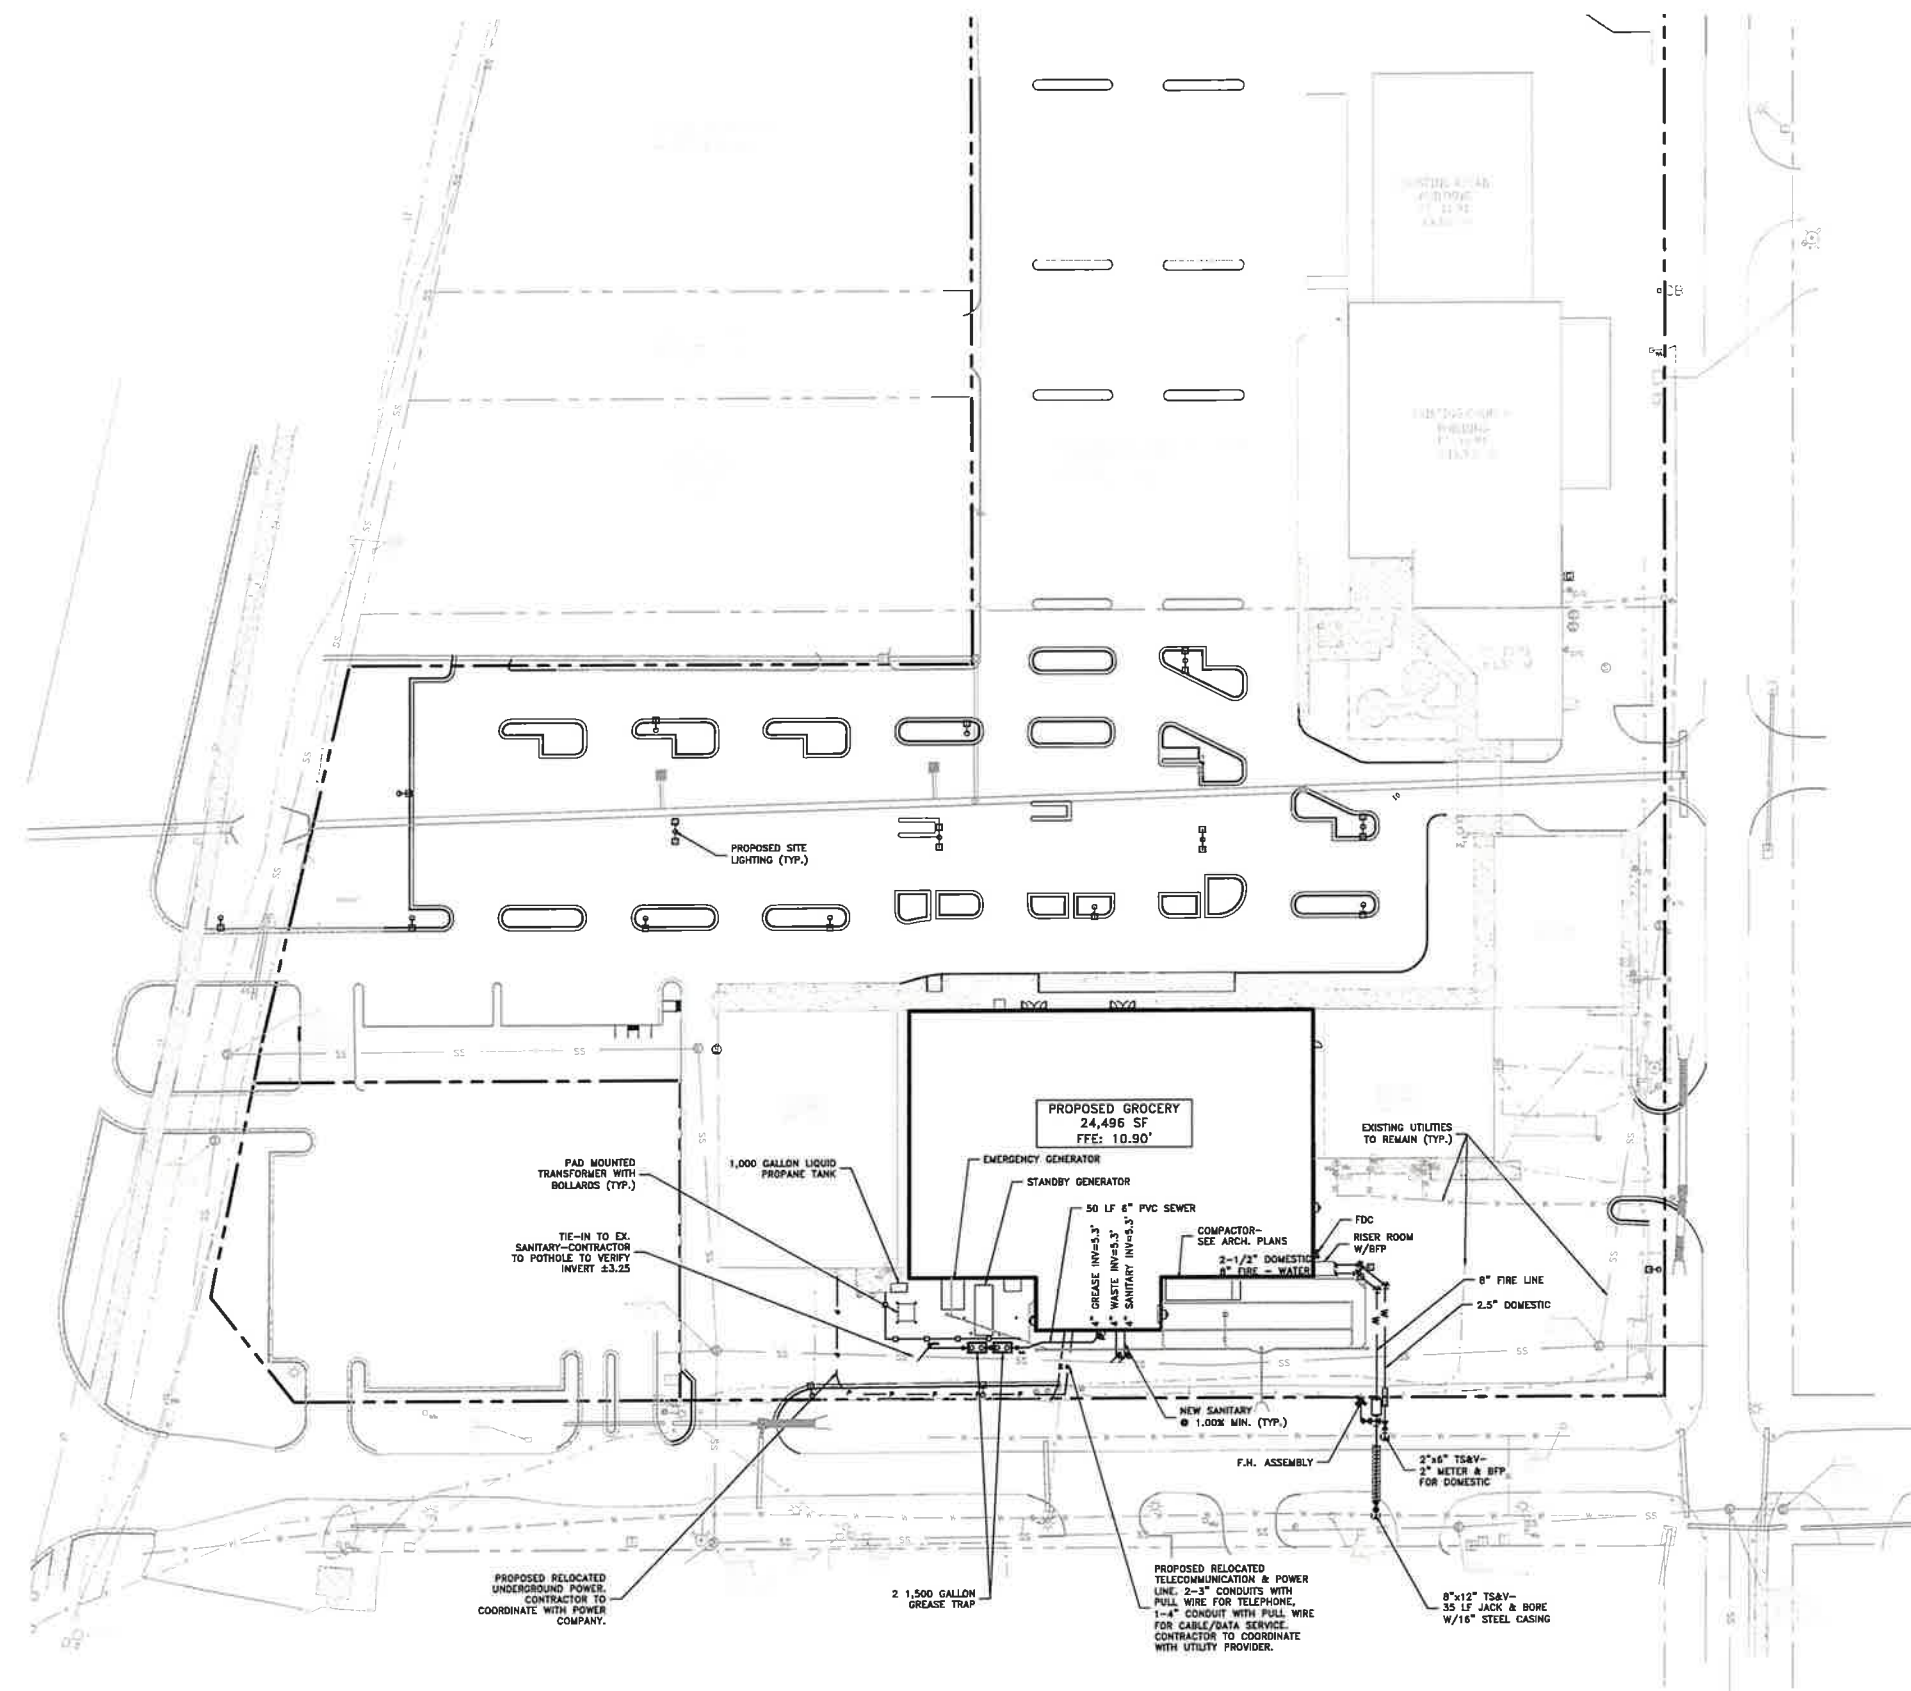 CB
PROPOSED SITE
LIGHTING (TYP.)
PROPOSED GROCERY
24,496 SF
FFE: 10.90'
EXISTING UTILITIES
TO REMAIN (TYP.)
PAD MOUNTED
TRANSFORMER WITH
BOLLARDS (TYP.)
1,000 GALLON LIQUID
PROPANE TANK
EMERGENCY GENERATOR
STANDBY GENERATOR
50 LF 6" PVC SEWER
4" GREASE INV=5.3'
4" WASTE INV=5.3'
4" SANITARY INV=5.3'
COMPACTOR-
SEE ARCH. PLANS
2-1/2" DOMESTIC
8" FIRE - WATER
FDC
RISER ROOM
W/BFP
TIE-IN TO EX.
SANITARY-CONTRACTOR
TO POTHOLE TO VERIFY
INVERT ±3.25
8" FIRE LINE
2.5" DOMESTIC
NEW SANITARY
@ 1.00% MIN. (TYP.)
F.H. ASSEMBLY
2"x6" TS&V-
2" METER & BFP
FOR DOMESTIC
PROPOSED RELOCATED
UNDERGROUND POWER.
CONTRACTOR TO
COORDINATE WITH POWER
COMPANY.
2 1,500 GALLON
GREASE TRAP
PROPOSED RELOCATED
TELECOMMUNICATION & POWER
LINE. 2-3" CONDUITS WITH
PULL WIRE FOR TELEPHONE,
1-4" CONDUIT WITH PULL WIRE
FOR CABLE/DATA SERVICE.
CONTRACTOR TO COORDINATE
WITH UTILITY PROVIDER.
8"x12" TS&V-
35 LF JACK & BORE
W/16" STEEL CASING